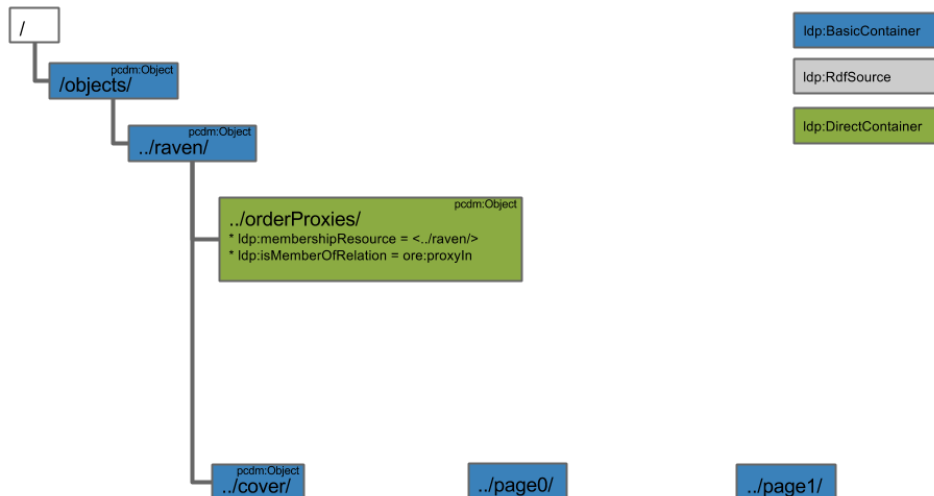 /
pcdm:Object
/objects/
pcdm:Object
../raven/
pcdm:Object
../orderProxies/
* ldp:membershipResource = <../raven/>
* ldp:isMemberOfRelation = ore:proxyIn
pcdm:Object
../cover/
../page0/
../page1/
ldp:BasicContainer
ldp:RdfSource
ldp:DirectContainer